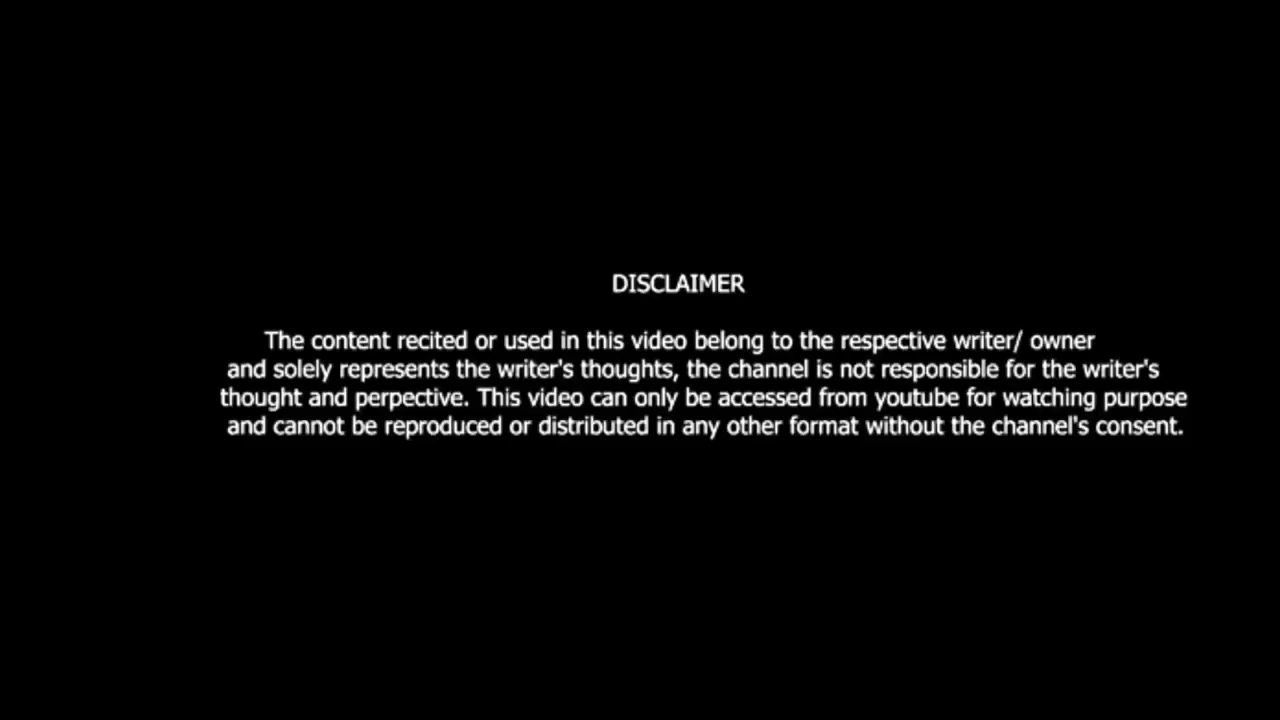 DISCLAIMER
The content recited or used in this video belong to the respective writer/ owner
and solely represents the writer's thoughts, the channel is not responsible for the writer's
thought and perpective. This video can only be accessed from youtube for watching purpose
and cannot be reproduced or distributed in any other format without the channel's consent.